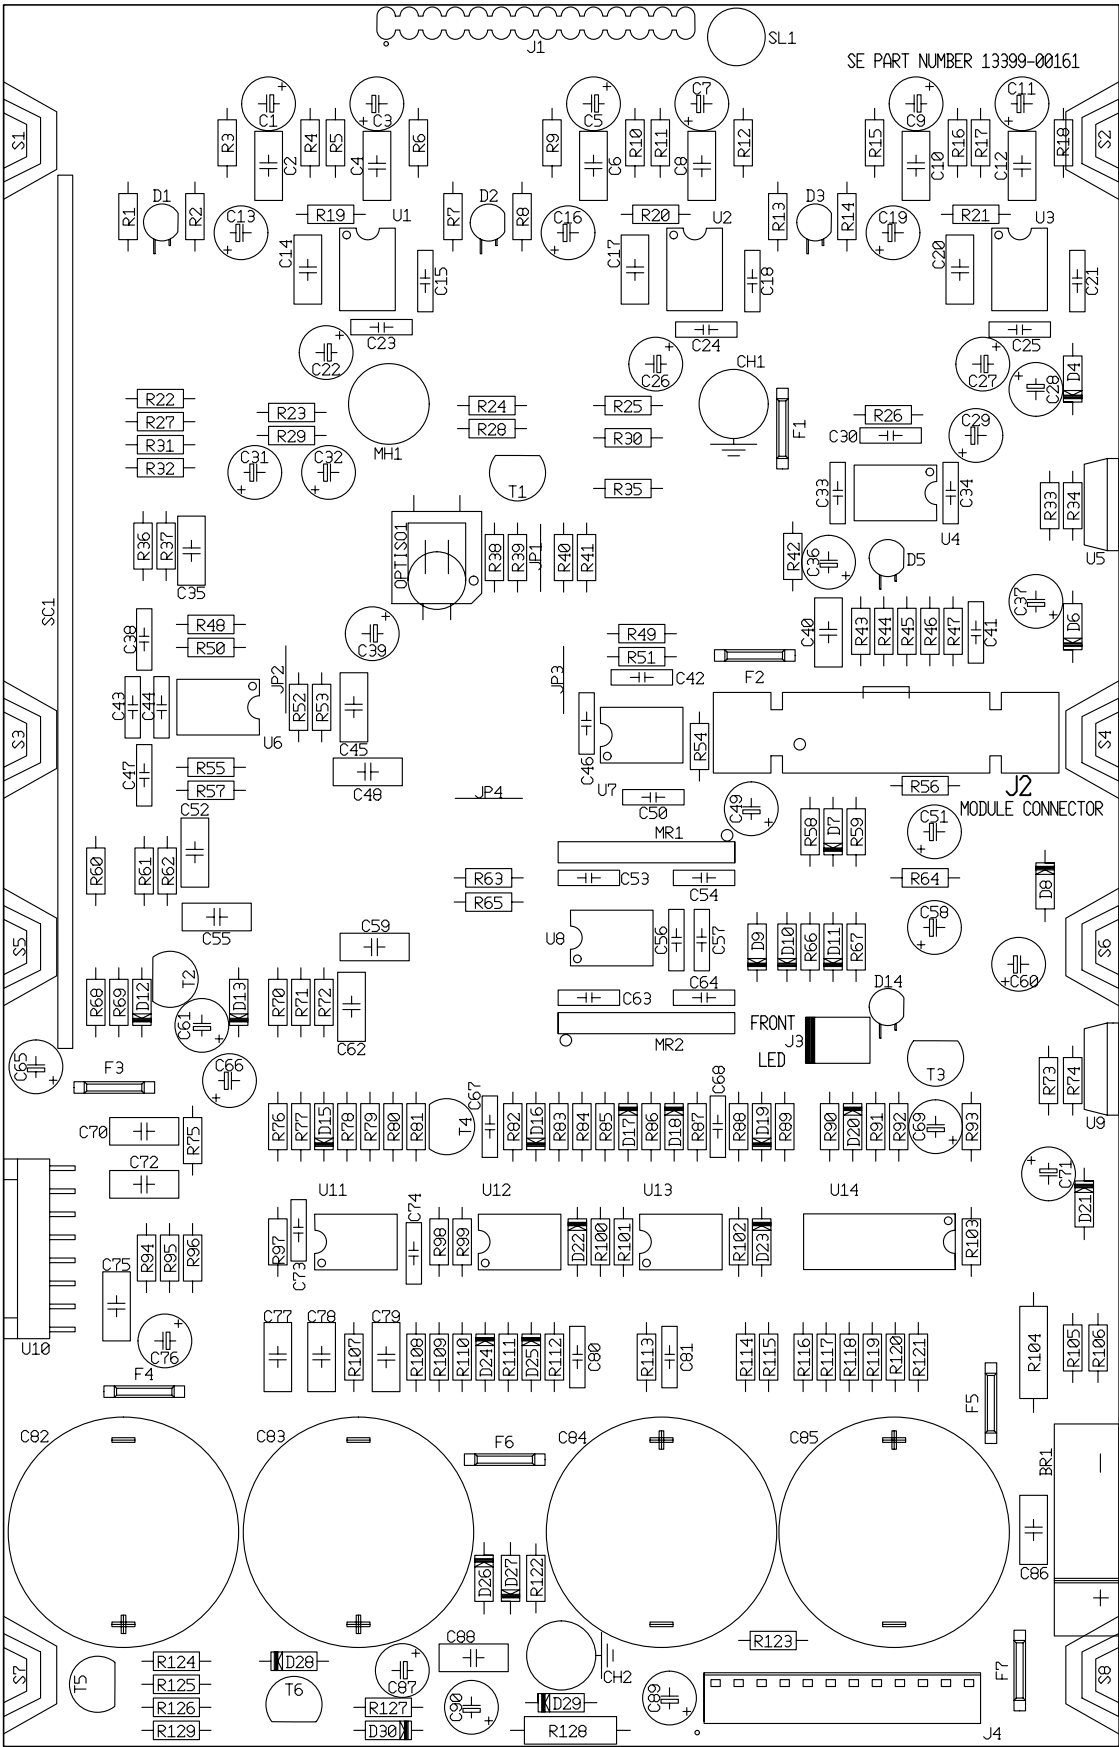 J1
SL1
SE PART NUMBER 13399-00161
S1
R3
C1
C2
R4
R5
C3
C4
R6
R9
C5
C6
R10
R11
C7
C8
R12
R15
C9
C10
R16
R17
C11
C12
R18
S2
R1
D1
R2
C13
R19
U1
R7
D2
R8
C16
R20
U2
R13
D3
R14
C19
R21
U3
C14
C15
C17
C18
C20
C21
C23
C24
C25
C22
C26
CH1
C27
C28
D4
R22
R27
R31
R32
R23
R29
MH1
R24
R28
R25
R30
F1
R26
C30
C29
C31
C32
T1
R35
C33
C34
U4
R33
R34
U5
R36
R37
C35
OPTISO1
R38
R39
JP1
R40
R41
R42
C36
D5
SC1
C38
R48
R50
C39
R49
R51
C42
C40
R43
R44
R45
R46
R47
C41
C37
D6
F2
C43
C44
U6
JP2
R52
R53
C45
JP3
C46
U7
R54
S3
S4
C47
R55
R57
C48
JP4
C50
R56
J2
MODULE CONNECTOR
C52
MR1
C49
R58
D7
R59
C51
R60
R61
R62
R63
R65
C53
C54
R64
D8
C55
C59
U8
C56
C57
D9
D10
R66
D11
R67
C58
S5
S6
C60
T2
R68
R69
D12
C61
D13
R70
R71
R72
C62
C63
C64
D14
MR2
FRONT
J3
LED
T3
C65
F3
C66
R73
R74
U9
C70
R75
R76
R77
D15
R78
R79
R80
R81
T4
C67
R82
D16
R83
R84
R85
D17
R86
D18
R87
C68
R88
D19
R89
R90
D20
R91
R92
C69
R93
C72
C71
D21
U11
U12
U13
U14
R97
C73
C74
R98
R99
D22
R100
R101
R102
D23
R103
R94
R95
R96
C75
U10
C76
C77
C78
R107
C79
R108
R109
R110
D24
R111
D25
R112
C80
R113
C81
R114
R115
R116
R117
R118
R119
R120
R121
R104
R105
R106
F4
F5
C82
C83
F6
C84
C85
BR1
C86
D26
D27
R122
R123
S7
T5
R124
R125
R126
R129
D28
T6
C87
R127
D30
C88
C90
CH2
D29
R128
C89
J4
F7
S8